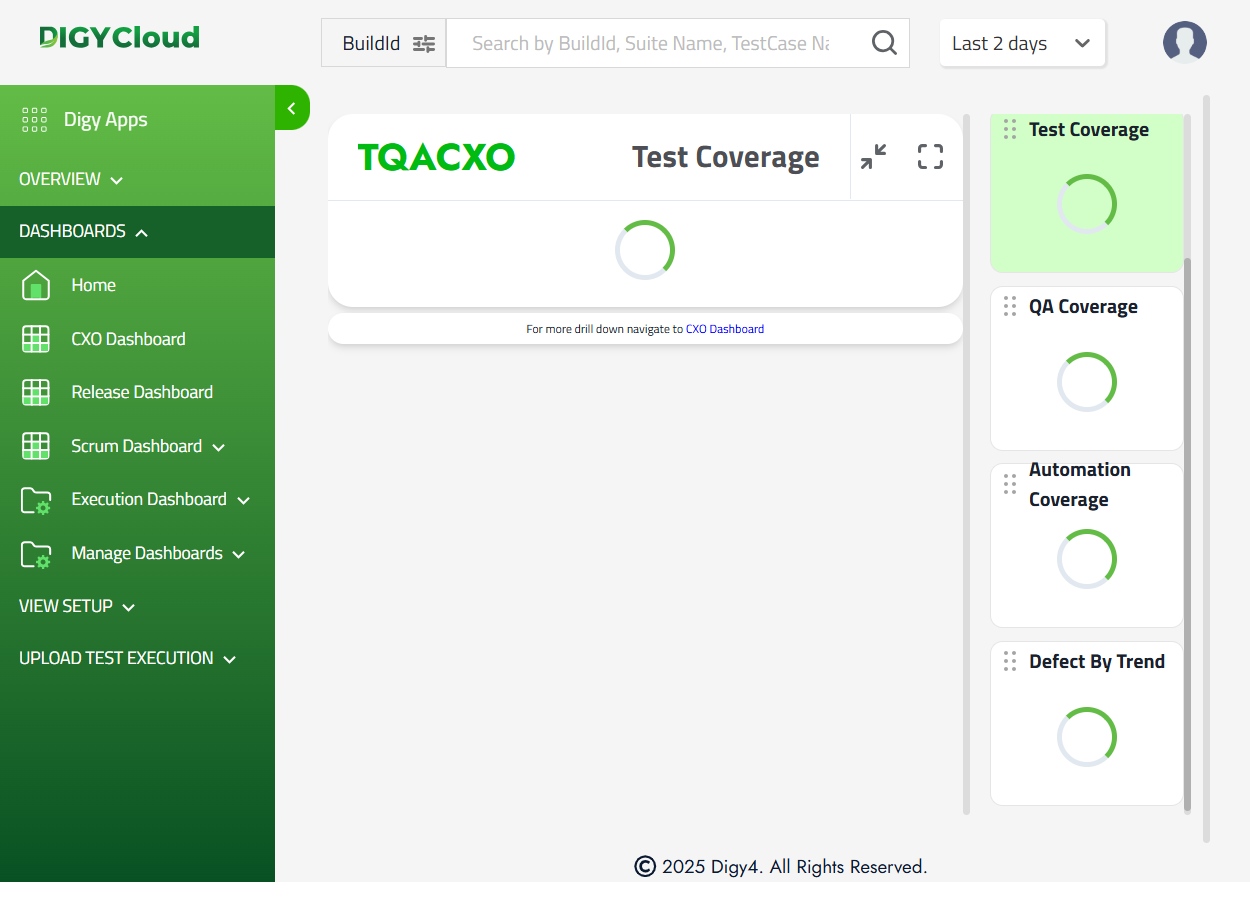 DIGYCloud
BuildId
Search by BuildId, Suite Name, TestCase Na
Last 2 days
Digy Apps
OVERVIEW
DASHBOARDS
Home
CXO Dashboard
Release Dashboard
Scrum Dashboard
Execution Dashboard
Manage Dashboards
VIEW SETUP
UPLOAD TEST EXECUTION
TQACXO
Test Coverage
For more drill down navigate to CXO Dashboard
Test Coverage
QA Coverage
Automation
Coverage
Defect By Trend
© 2025 Digy4. All Rights Reserved.